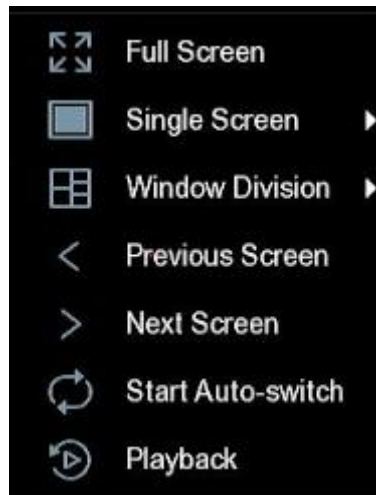 Full Screen
Single Screen
Window Division
Previous Screen
Next Screen
Start Auto-switch
Playback